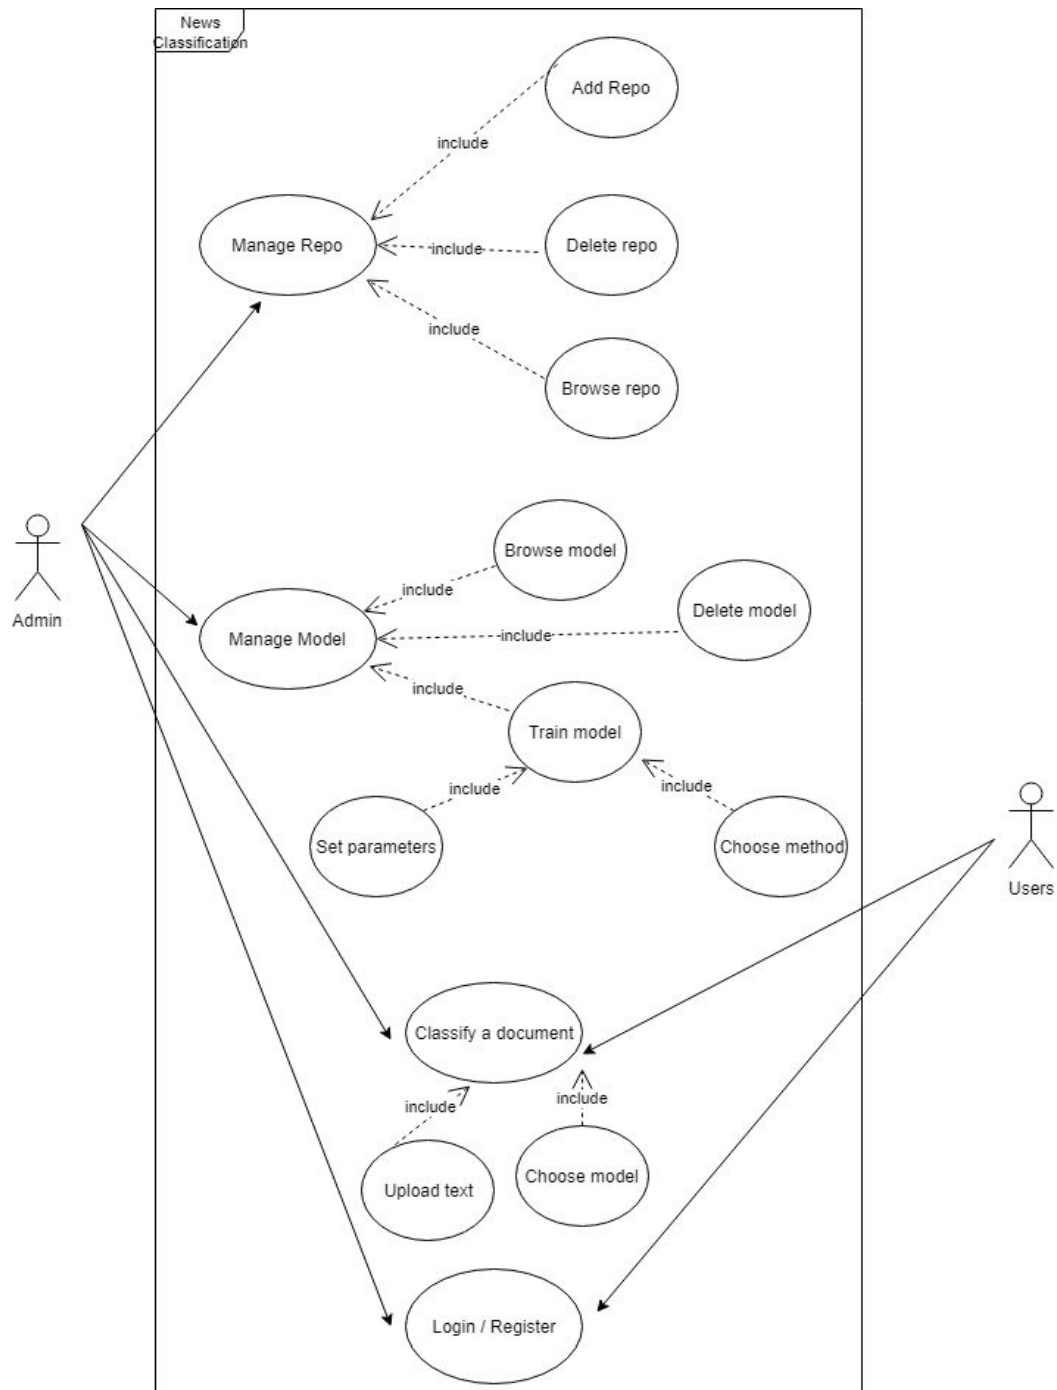 News
Classification
Add Repo
include
Manage Repo
include
Delete repo
include
Browse repo
Browse model
include
Delete model
Admin
Manage Model
include
include
Train model
include
include
Set parameters
Choose method
Users
Classify a document
include
include
Upload text
Choose model
Login / Register